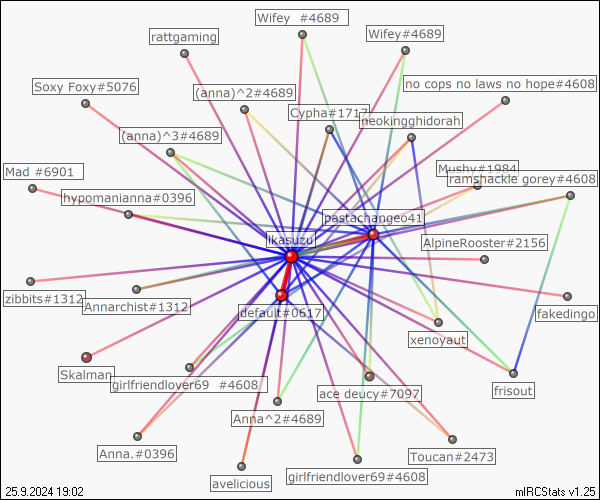 Wifey  #4689
rattgaming
Wifey#4689
Soxy Foxy#5076
(anna)^2#4689
no cops no laws no hope#4608
Cypha#1717
neokingghidorah
(anna)^3#4689
Mad #6901
Mushy#1984
ramshackle gorey#4608
hypomanianna#0396
pastachangeo41
ikasuzu
AlpineRooster#2156
zibbits#1312
Annarchist#1312
fakedingo
default#0617
xenoyaut
Skalman
girlfriendlover69  #4608
ace deucy#7097
frisout
Anna^2#4689
Anna.#0396
Toucan#2473
avelicious
girlfriendlover69#4608
25.9.2024 19:02
mIRCStats v1.25